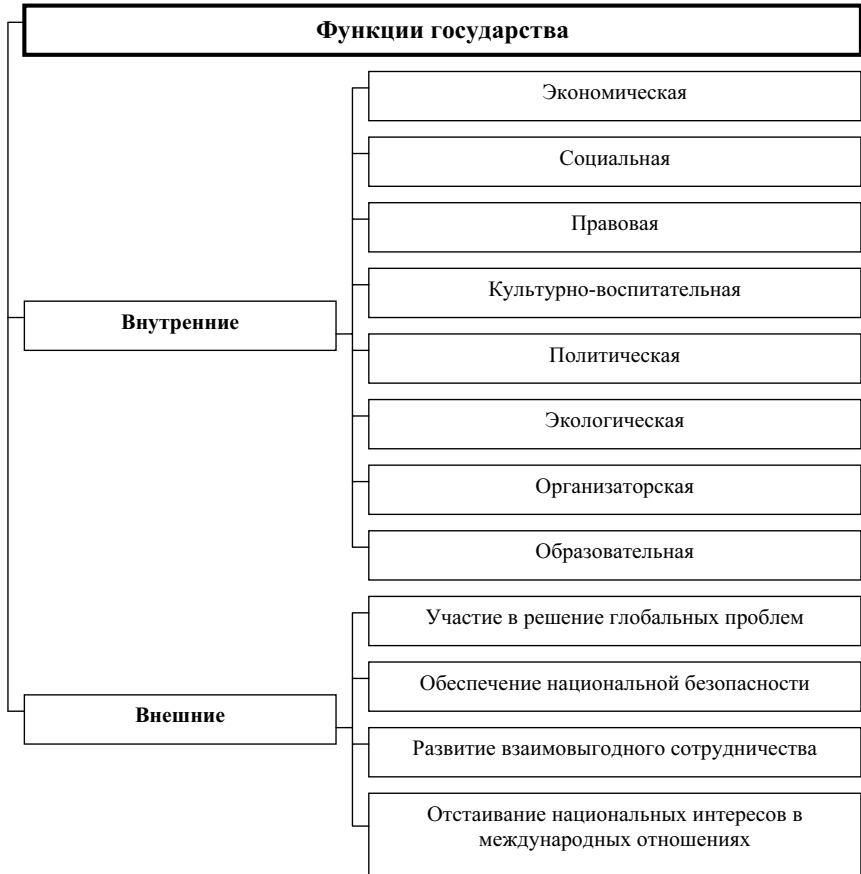 Функции государства
Экономическая
Социальная
Правовая
Культурно-воспитательная
Внутренние
Политическая
Экологическая
Организаторская
Образовательная
Участие в решение глобальных проблем
Обеспечение национальной безопасности
Внешние
Развитие взаимовыгодного сотрудничества
Отстаивание национальных интересов в
международных отношениях